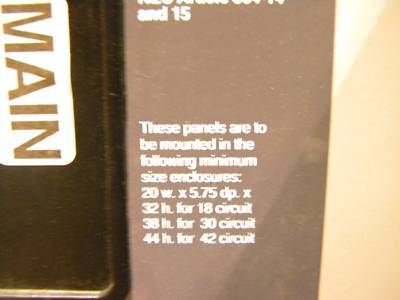 MAIN
and 15
These panels are to
be mounted in the
following minimum
size enclosures:
20 w. x 5.75 dp. x
32 h. for 18 circuit
38 h. for 30 circuit
44 h. for 42 circuit